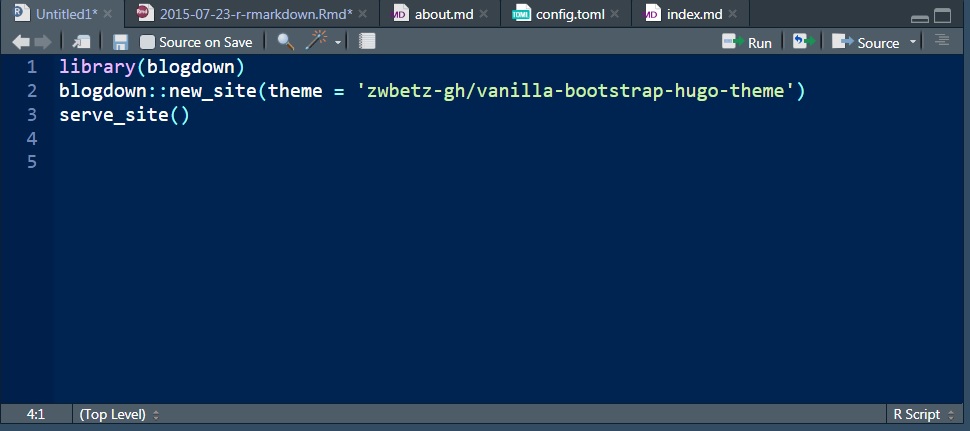 Untitled1* 2015-07-23-r-rmarkdown.Rmd* about.md config.toml index.md
Source on Save Run Source
1 library(blogdown)
2 blogdown::new_site(theme = 'zwbetz-gh/vanilla-bootstrap-hugo-theme')
3 serve_site()
4
5
4:1 (Top Level) R Script